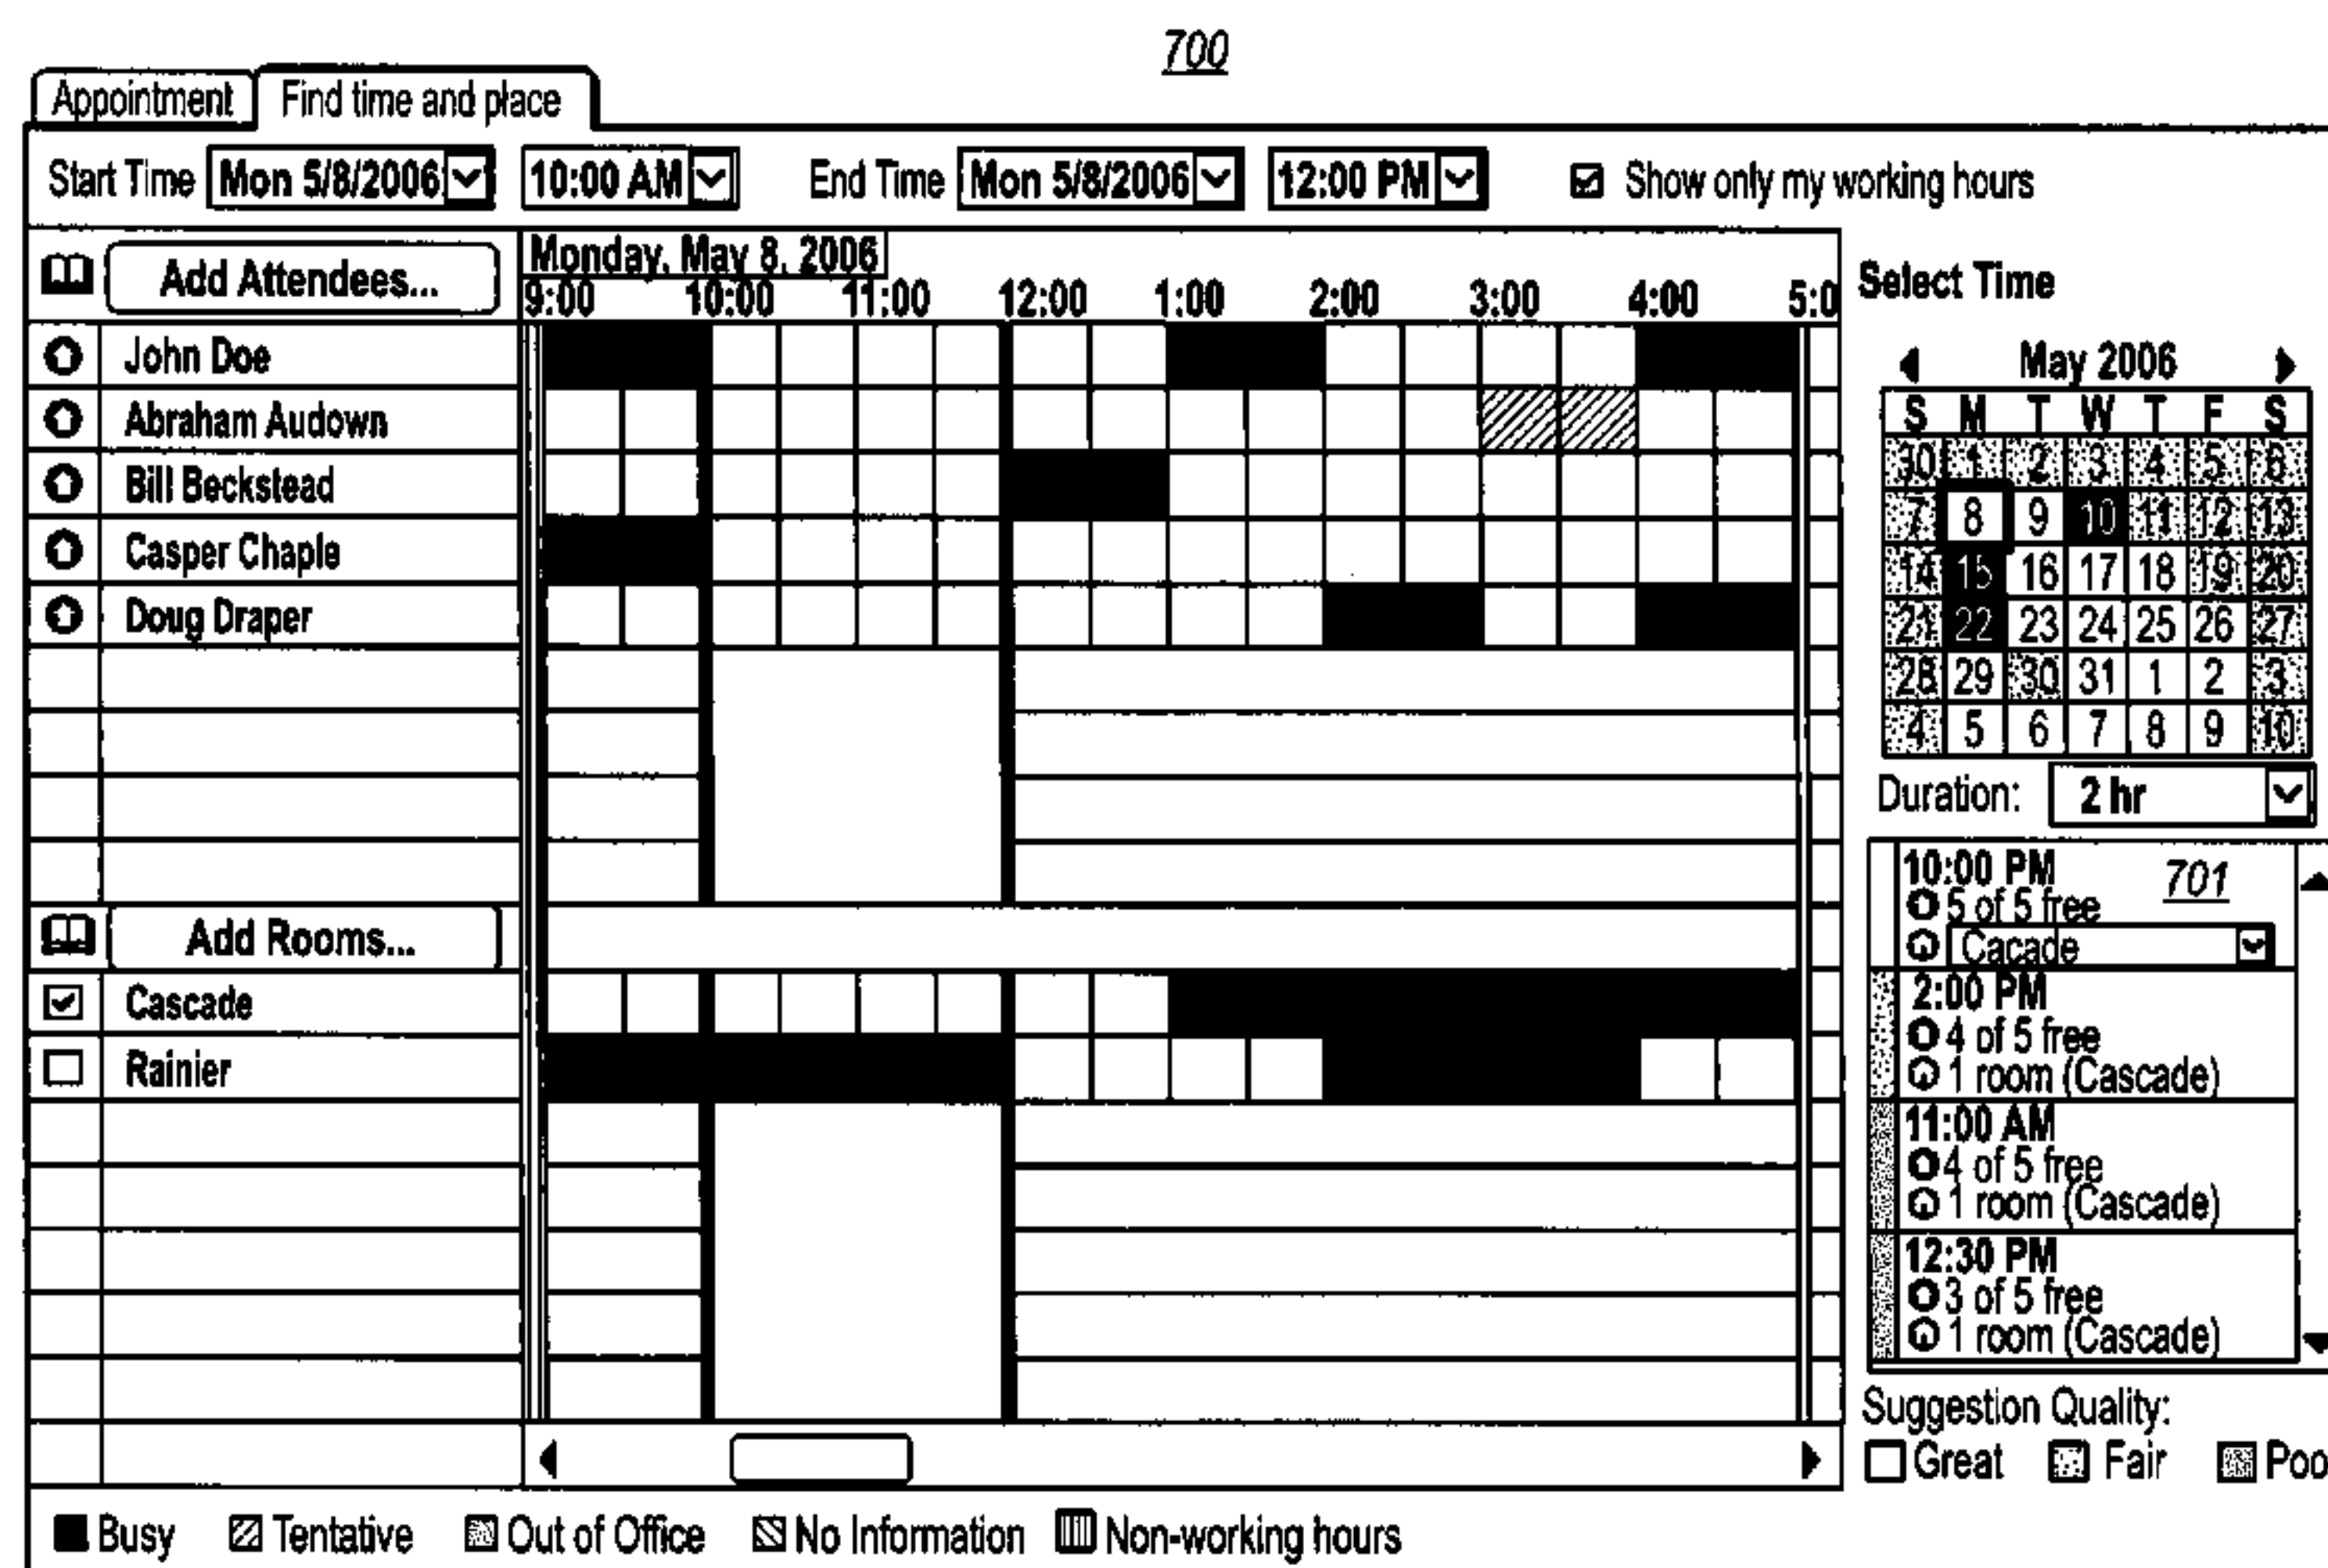 700
Appointment Find time and place
Start Time Mon 5/8/2006 10:00 AM End Time Mon 5/8/2006 12:00 PM Show only my working hours
Add Attendees...
Monday, May 8, 2006
9:00 10:00 11:00 12:00 1:00 2:00 3:00 4:00 5:0
John Doe
Abraham Audown
Bill Beckstead
Casper Chaple
Doug Draper
Add Rooms...
Cascade
Rainier
Select Time
May 2006
S M T W T F S
30 1 2 3 4 5 6
7 8 9 10 11 12 13
14 15 16 17 18 19 20
21 22 23 24 25 26 27
28 29 30 31 1 2 3
4 5 6 7 8 9 10
Duration: 2 hr
10:00 PM 701
5 of 5 free
Cacade
2:00 PM
4 of 5 free
1 room (Cascade)
11:00 AM
4 of 5 free
1 room (Cascade)
12:30 PM
3 of 5 free
1 room (Cascade)
Suggestion Quality:
Great Fair Poo
Busy Tentative Out of Office No Information Non-working hours